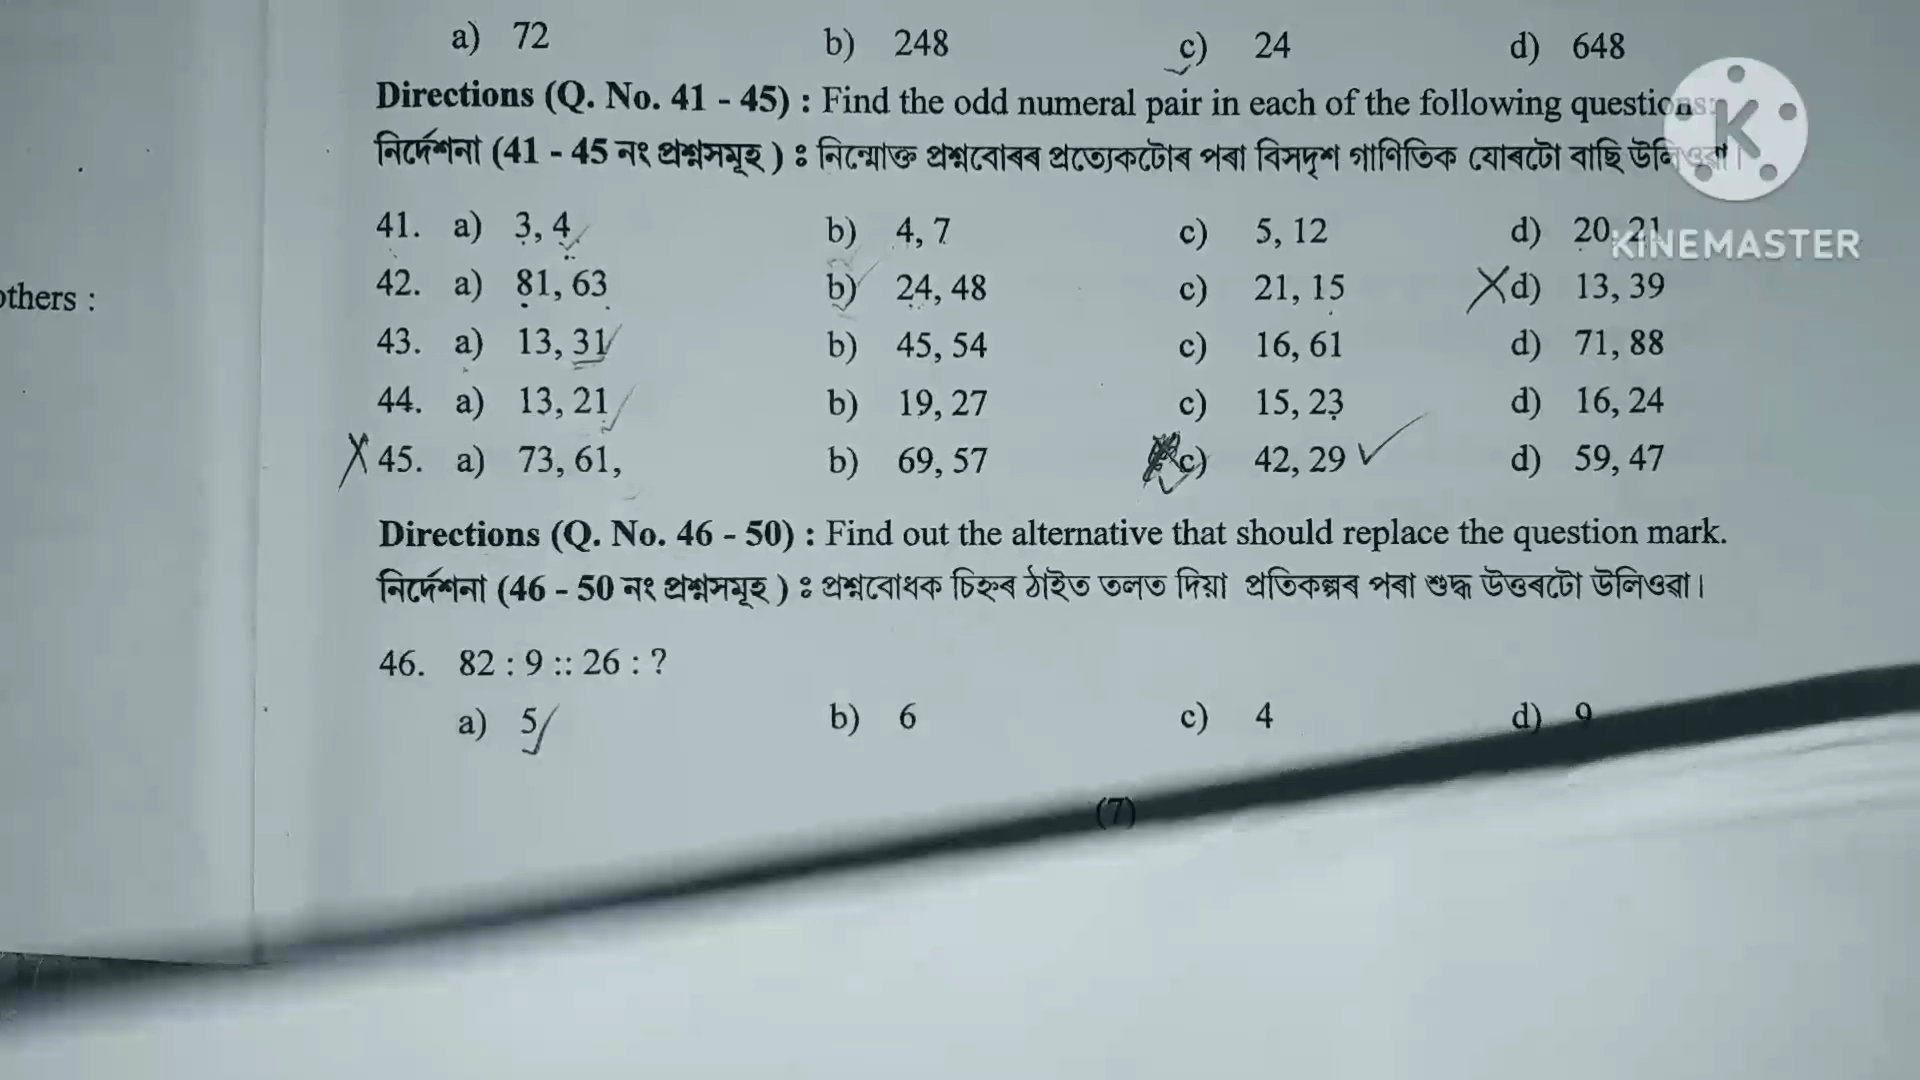 a) 72 b) 248 c) 24 d) 648
Directions (Q. No. 41 - 45) : Find the odd numeral pair in each of the following questions:
নিৰ্দেশনা (41 - 45 নং প্ৰশ্নসমূহ ) ঃ নিম্নোক্ত প্ৰশ্নবোৰৰ প্ৰত্যেকটোৰ পৰা বিসদৃশ গাণিতিক যোৰটো বাছি উলিওৱা।
K
KINEMASTER
41. a) 3, 4 b) 4, 7 c) 5, 12 d) 20, 21
42. a) 81, 63 b) 24, 48 c) 21, 15 d) 13, 39
others :
43. a) 13, 31 b) 45, 54 c) 16, 61 d) 71, 88
44. a) 13, 21 b) 19, 27 c) 15, 23 d) 16, 24
45. a) 73, 61, b) 69, 57 c) 42, 29 d) 59, 47
Directions (Q. No. 46 - 50) : Find out the alternative that should replace the question mark.
নিৰ্দেশনা (46 - 50 নং প্ৰশ্নসমূহ ) ঃ প্ৰশ্নবোধক চিহ্নৰ ঠাইত তলত দিয়া প্ৰতিকল্পৰ পৰা শুদ্ধ উত্তৰটো উলিওৱা।
46. 82 : 9 :: 26 : ?
a) 5 b) 6 c) 4 d) 9
(7)